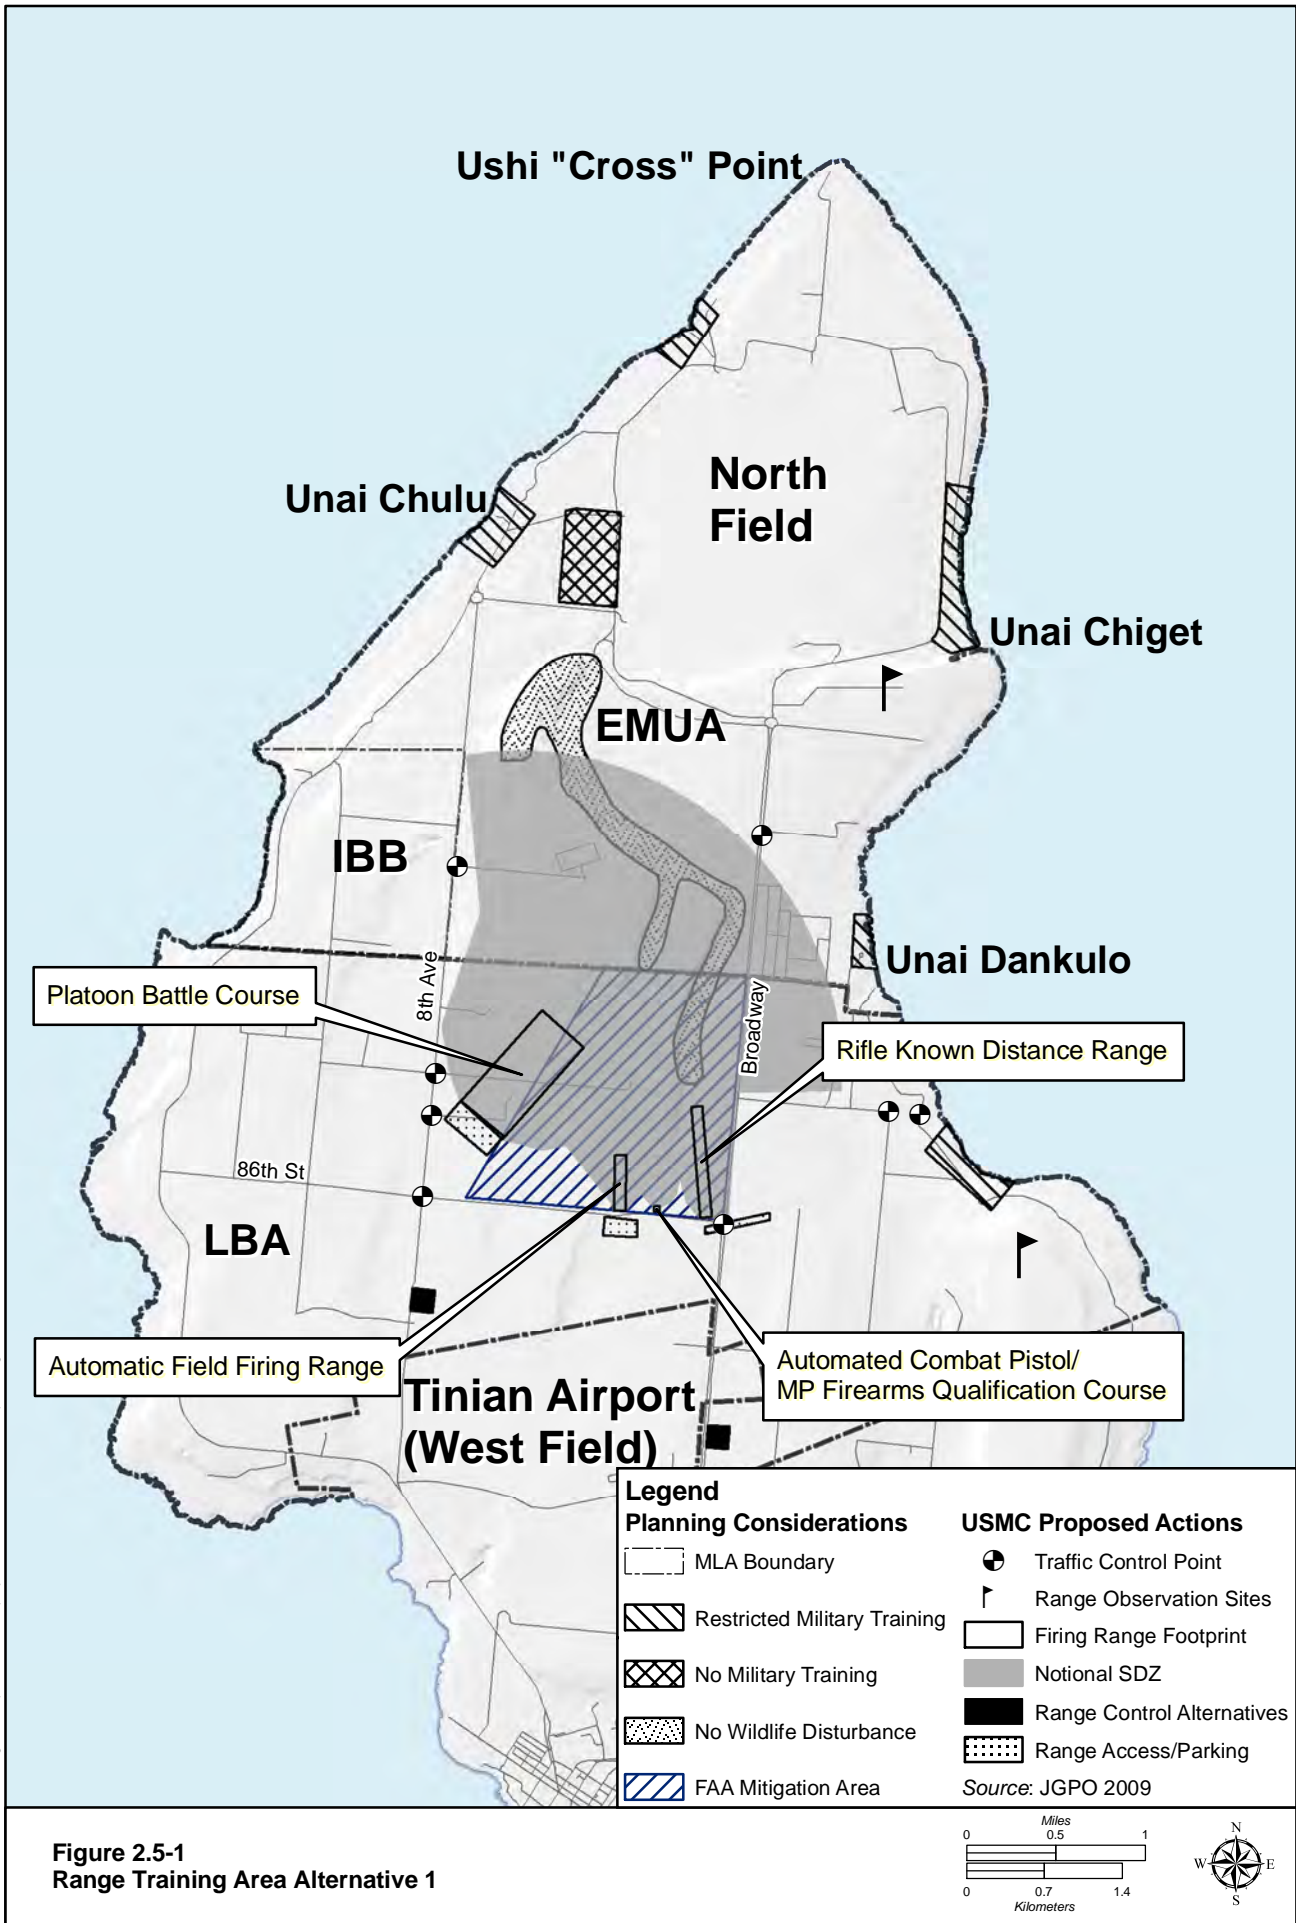 Ushi "Cross" Point
North
Field
Unai Chulu
Unai Chiget
EMUA
IBB
Unai Dankulo
8th Ave
Platoon Battle Course
Broadway
Rifle Known Distance Range
86th St
LBA
Automatic Field Firing Range
Automated Combat Pistol/
MP Firearms Qualification Course
Tinian Airport
(West Field)
Legend
Planning Considerations
MLA Boundary
Restricted Military Training
No Military Training
No Wildlife Disturbance
FAA Mitigation Area
USMC Proposed Actions
Traffic Control Point
Range Observation Sites
Firing Range Footprint
Notional SDZ
Range Control Alternatives
Range Access/Parking
Source: JGPO 2009
Figure 2.5-1
Range Training Area Alternative 1
Miles
0 0.5 1
0 0.7 1.4
Kilometers
N
W E
S